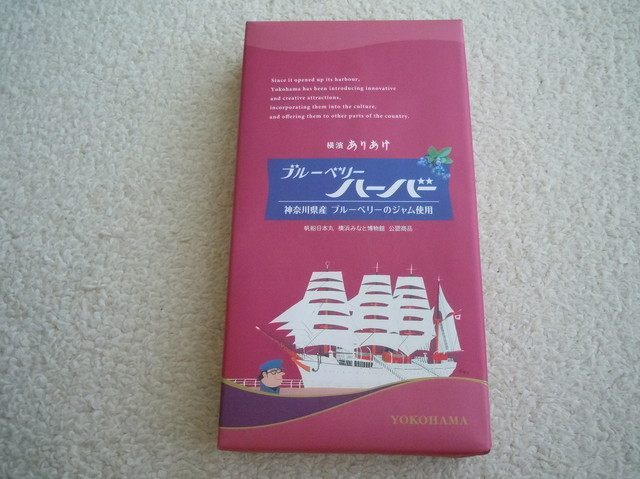 Since it opened up its harbour,
Yokohama has been introducing innovative
and creative attractions,
incorporating them into the culture,
and offering them to other parts of the country.
横濱 ありあけ
ブルーベリー
ハーバー
神奈川県産 ブルーベリーのジャム使用
帆船日本丸 横浜みなと博物館 公認商品
YOKOHAMA